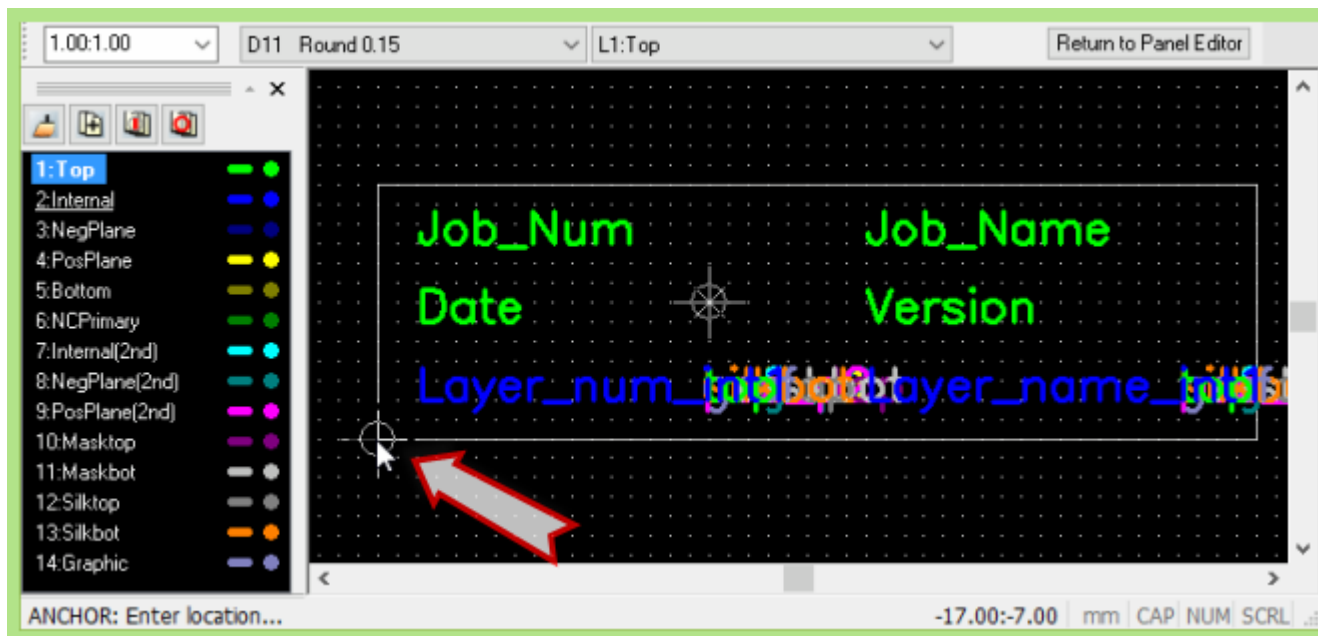 1.00:1.00 D11 Round 0.15 L1:Top Return to Panel Editor
1:Top
2:Internal
3:NegPlane
4:PosPlane
5:Bottom
6:NCPrimary
7:Internal(2nd)
8:NegPlane(2nd)
9:PosPlane(2nd)
10:Masktop
11:Maskbot
12:Silktop
13:Silkbot
14:Graphic
Job_Num Job_Name
Date Version
Layer_num_ Layer_name_
ANCHOR: Enter location... -17.00:-7.00 mm CAP NUM SCRL